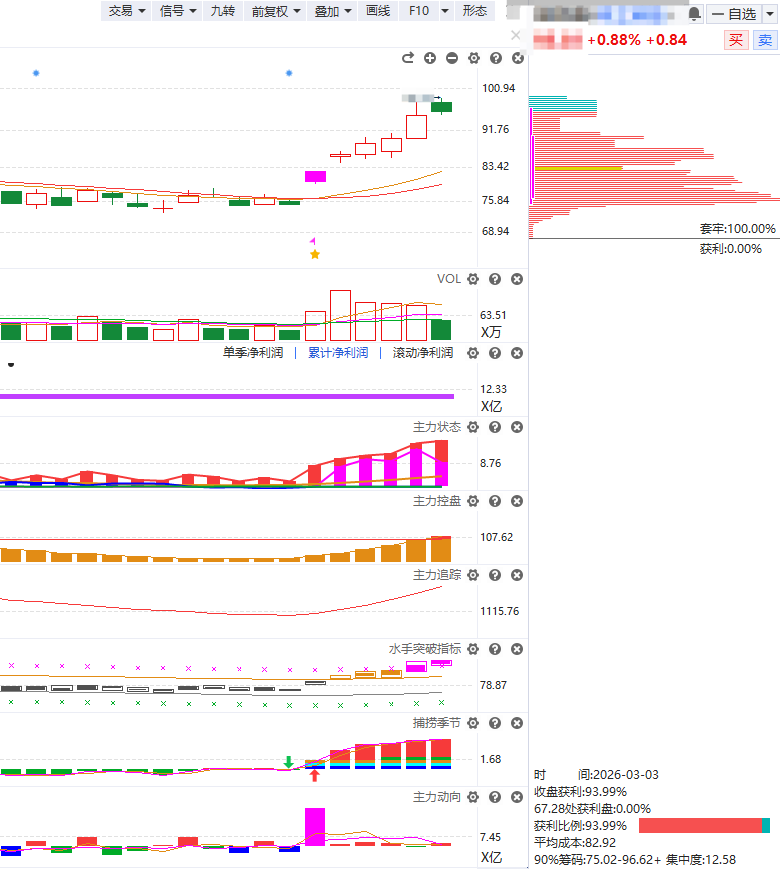 交易 信号 九转 前复权 叠加 画线 F10 形态
自选
+0.88% +0.84 买 卖
100.94
91.76
83.42
75.84
68.94
套牢:100.00%
获利:0.00%
VOL
63.51
X万
单季净利润 | 累计净利润 | 滚动净利润
12.33
X亿
主力状态
8.76
主力控盘
107.62
主力追踪
1115.76
水手突破指标
78.87
捕捞季节
1.68
主力动向
7.45
X亿
时 间:2026-03-03
收盘获利:93.99%
67.28处获利盘:0.00%
获利比例:93.99%
平均成本:82.92
90%筹码:75.02-96.62+ 集中度:12.58